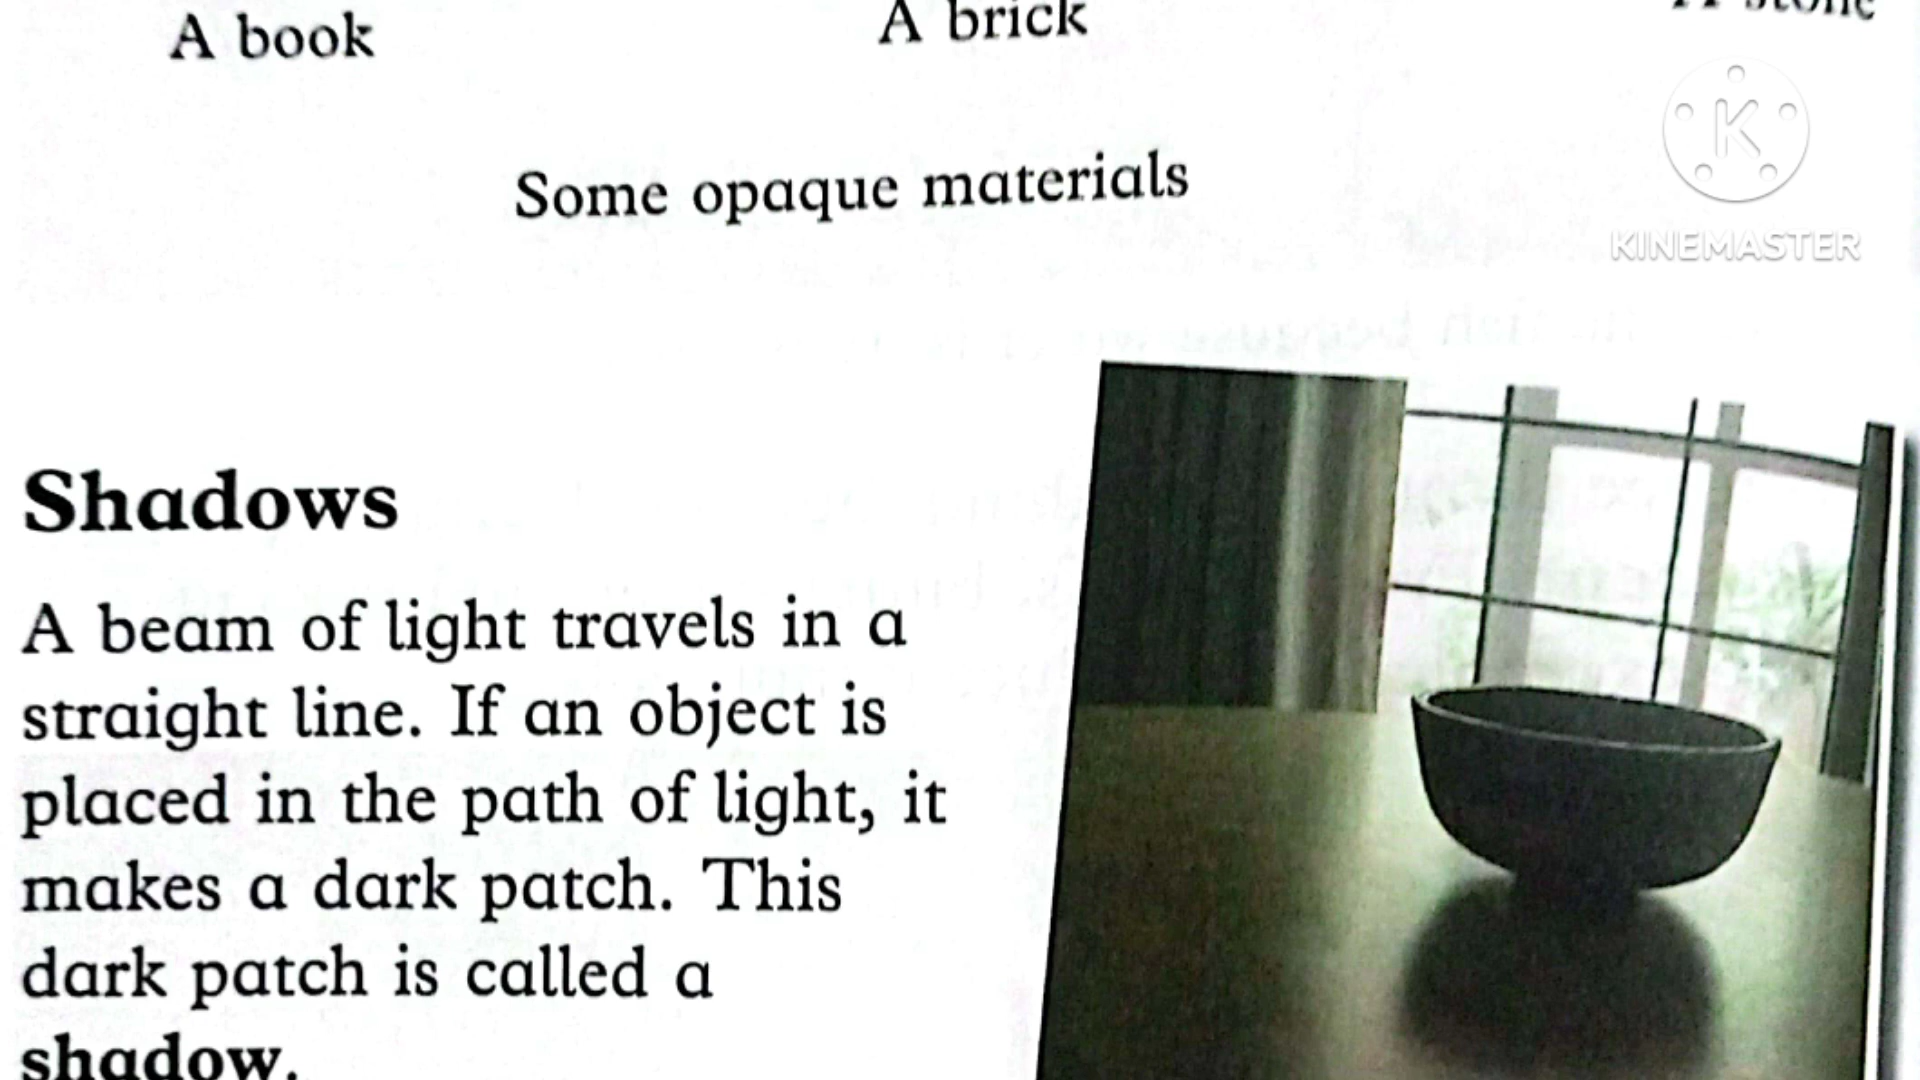 A book A brick A stone
Some opaque materials
KINEMASTER
Shadows
A beam of light travels in a
straight line. If an object is
placed in the path of light, it
makes a dark patch. This
dark patch is called a
shadow.